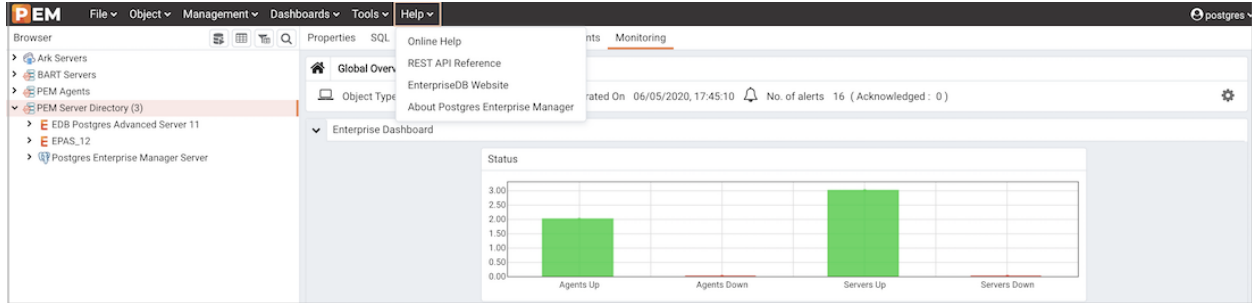 PEM File Object Management Dashboards Tools Help postgres
Browser Properties SQL nts Monitoring
Online Help
REST API Reference
EnterpriseDB Website
About Postgres Enterprise Manager
Ark Servers
BART Servers
PEM Agents
PEM Server Directory (3)
EDB Postgres Advanced Server 11
EPAS_12
Postgres Enterprise Manager Server
Global Overv
Object Type rated On 06/05/2020, 17:45:10 No. of alerts 16 (Acknowledged: 0)
Enterprise Dashboard
Status
3.00
2.50
2.00
1.50
1.00
0.50
0.00
Agents Up Agents Down Servers Up Servers Down